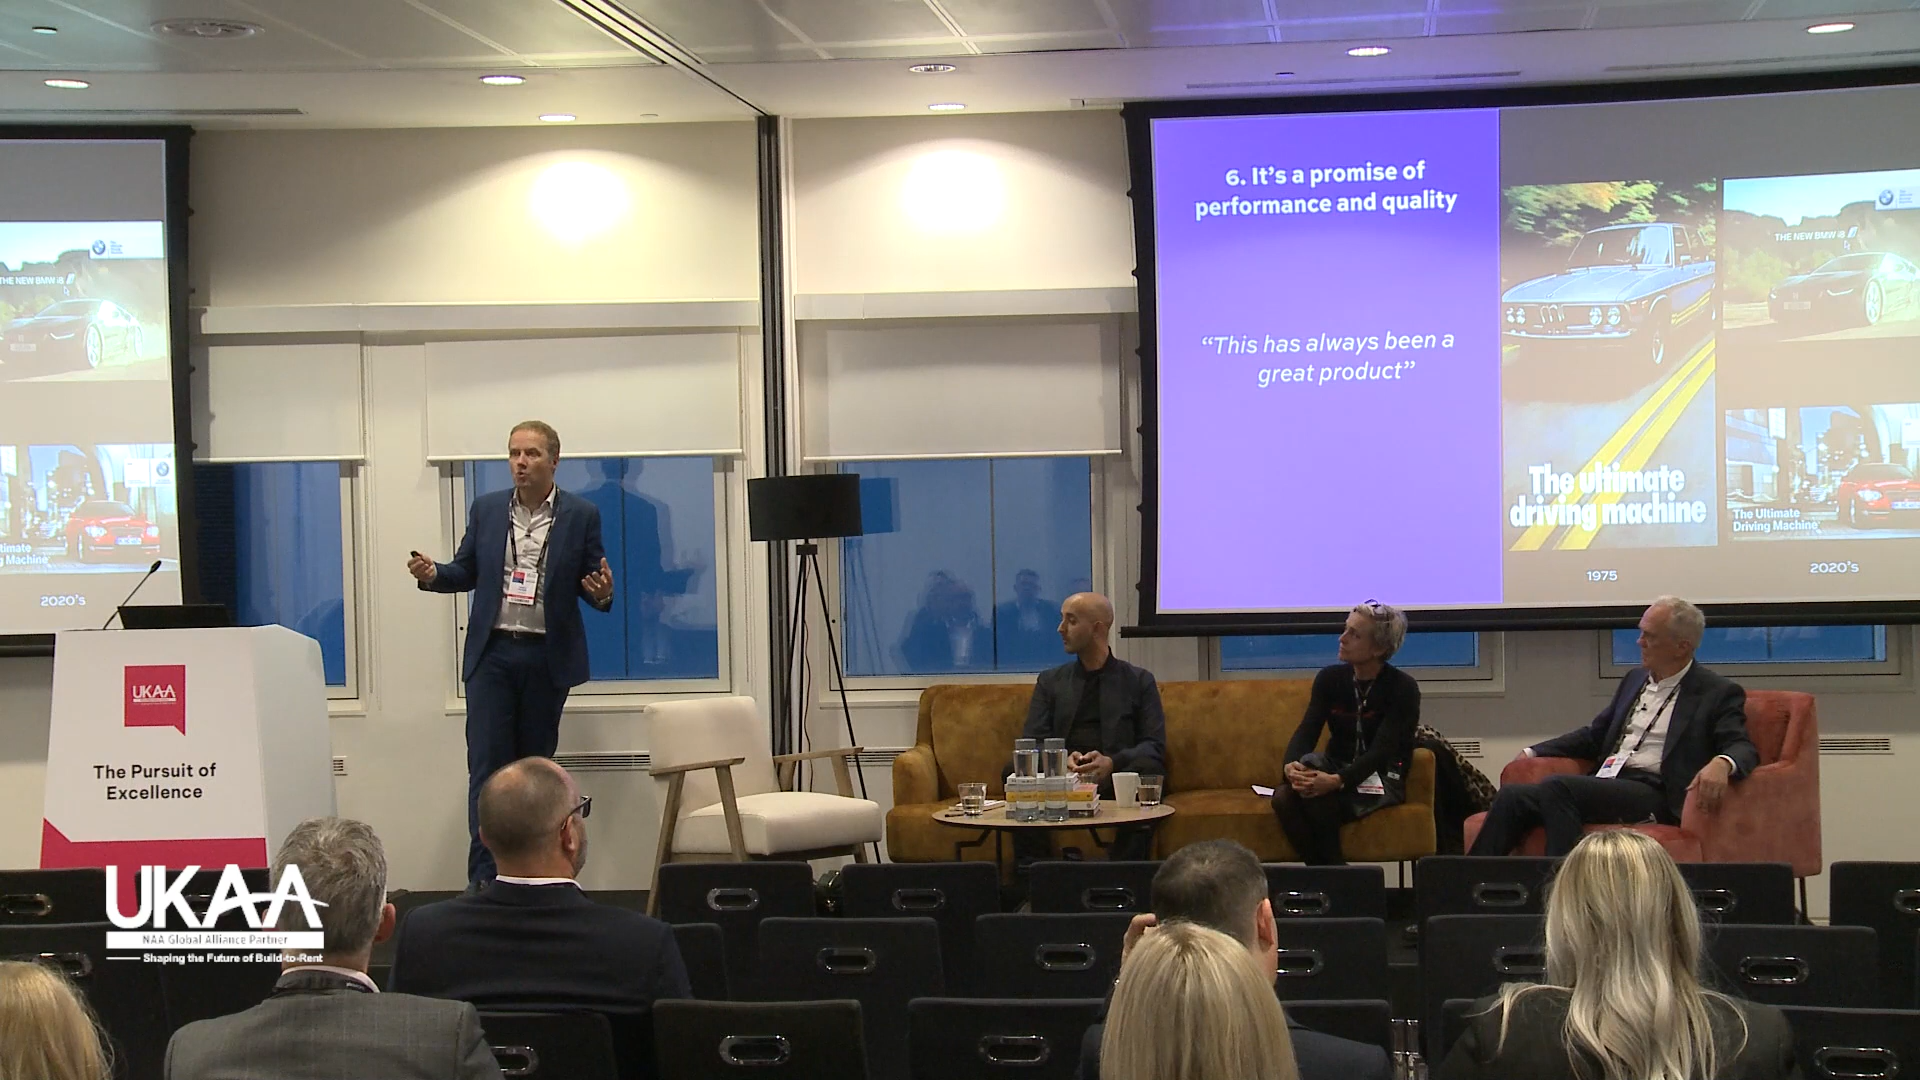 6. It's a promise of
performance and quality
“This has always been a
great product”
The ultimate
driving machine
1975
THE NEW BMW i8
The Ultimate
Driving Machine
2020's
THE NEW BMW i8
timate
g Machine
2020's
UKAA
The Pursuit of
Excellence
UKAA
NAA Global Alliance Partner
Shaping the Future of Build-to-Rent